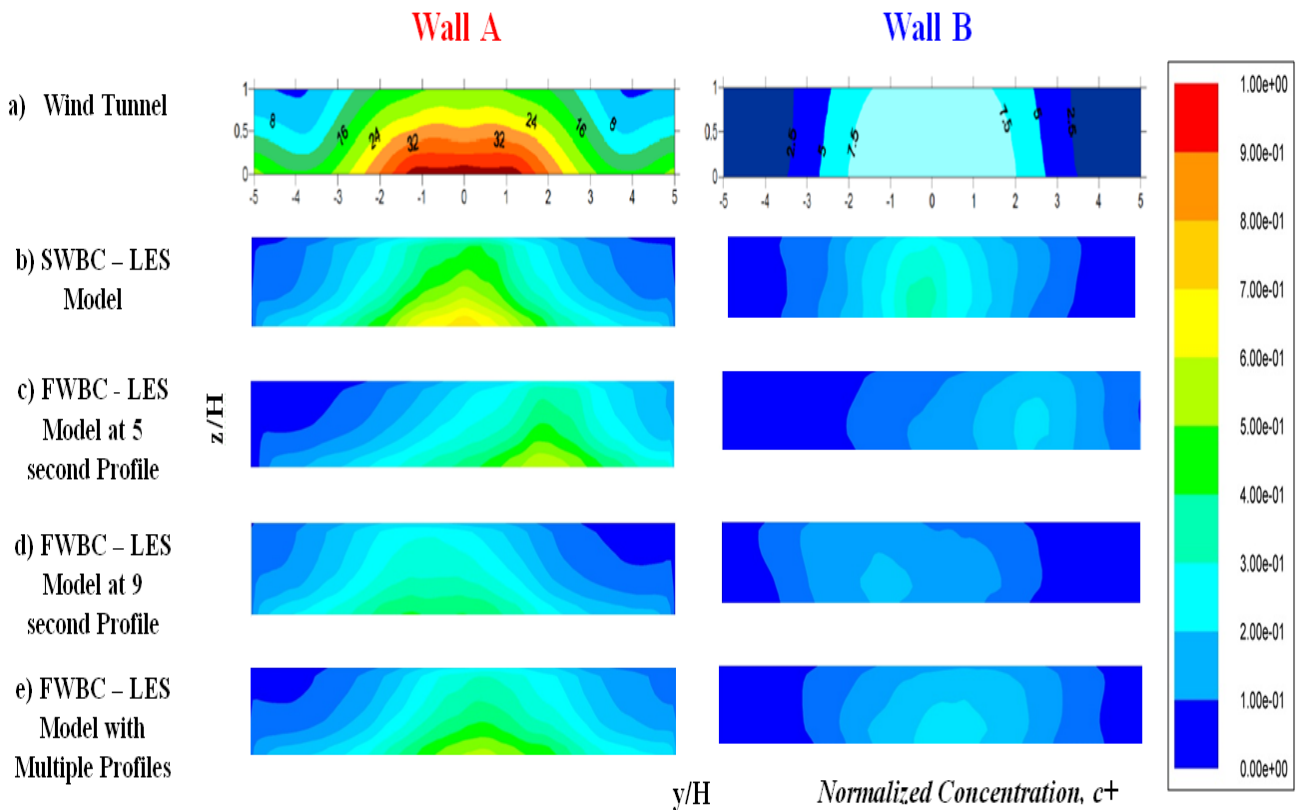 Wall A
Wall B
a) Wind Tunnel
1
0.5
0
8
16
24
32
32
24
16
8
-5 -4 -3 -2 -1 0 1 2 3 4 5
1
0.5
0
2.5
5
7.5
7.5
5
2.5
-5 -4 -3 -2 -1 0 1 2 3 4 5
b) SWBC – LES
Model
c) FWBC - LES
Model at 5
second Profile
z/H
d) FWBC – LES
Model at 9
second Profile
e) FWBC – LES
Model with
Multiple Profiles
y/H
Normalized Concentration, c+
1.00e+00
9.00e-01
8.00e-01
7.00e-01
6.00e-01
5.00e-01
4.00e-01
3.00e-01
2.00e-01
1.00e-01
0.00e+00